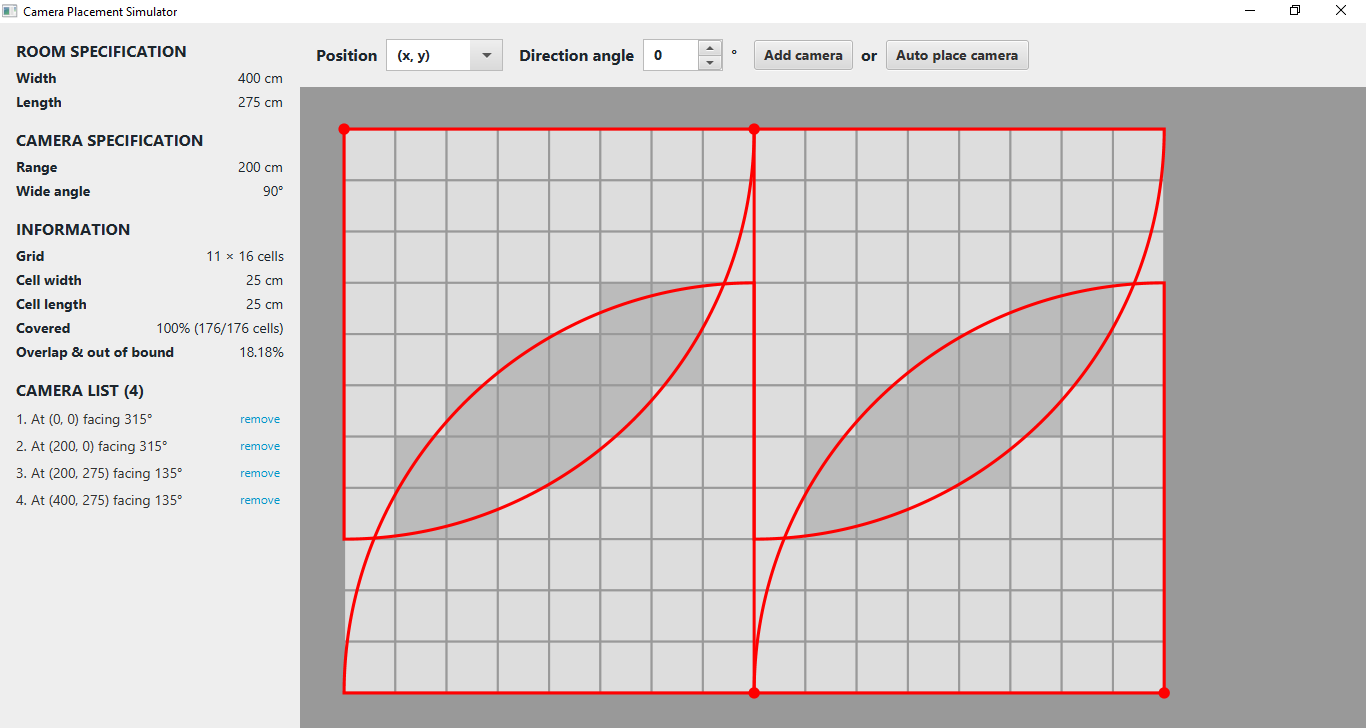 Camera Placement Simulator
ROOM SPECIFICATION
Width 400 cm
Length 275 cm
CAMERA SPECIFICATION
Range 200 cm
Wide angle 90°
INFORMATION
Grid 11 × 16 cells
Cell width 25 cm
Cell length 25 cm
Covered 100% (176/176 cells)
Overlap & out of bound 18.18%
CAMERA LIST (4)
1. At (0, 0) facing 315° remove
2. At (200, 0) facing 315° remove
3. At (200, 275) facing 135° remove
4. At (400, 275) facing 135° remove
Position (x, y) Direction angle 0 ° Add camera or Auto place camera